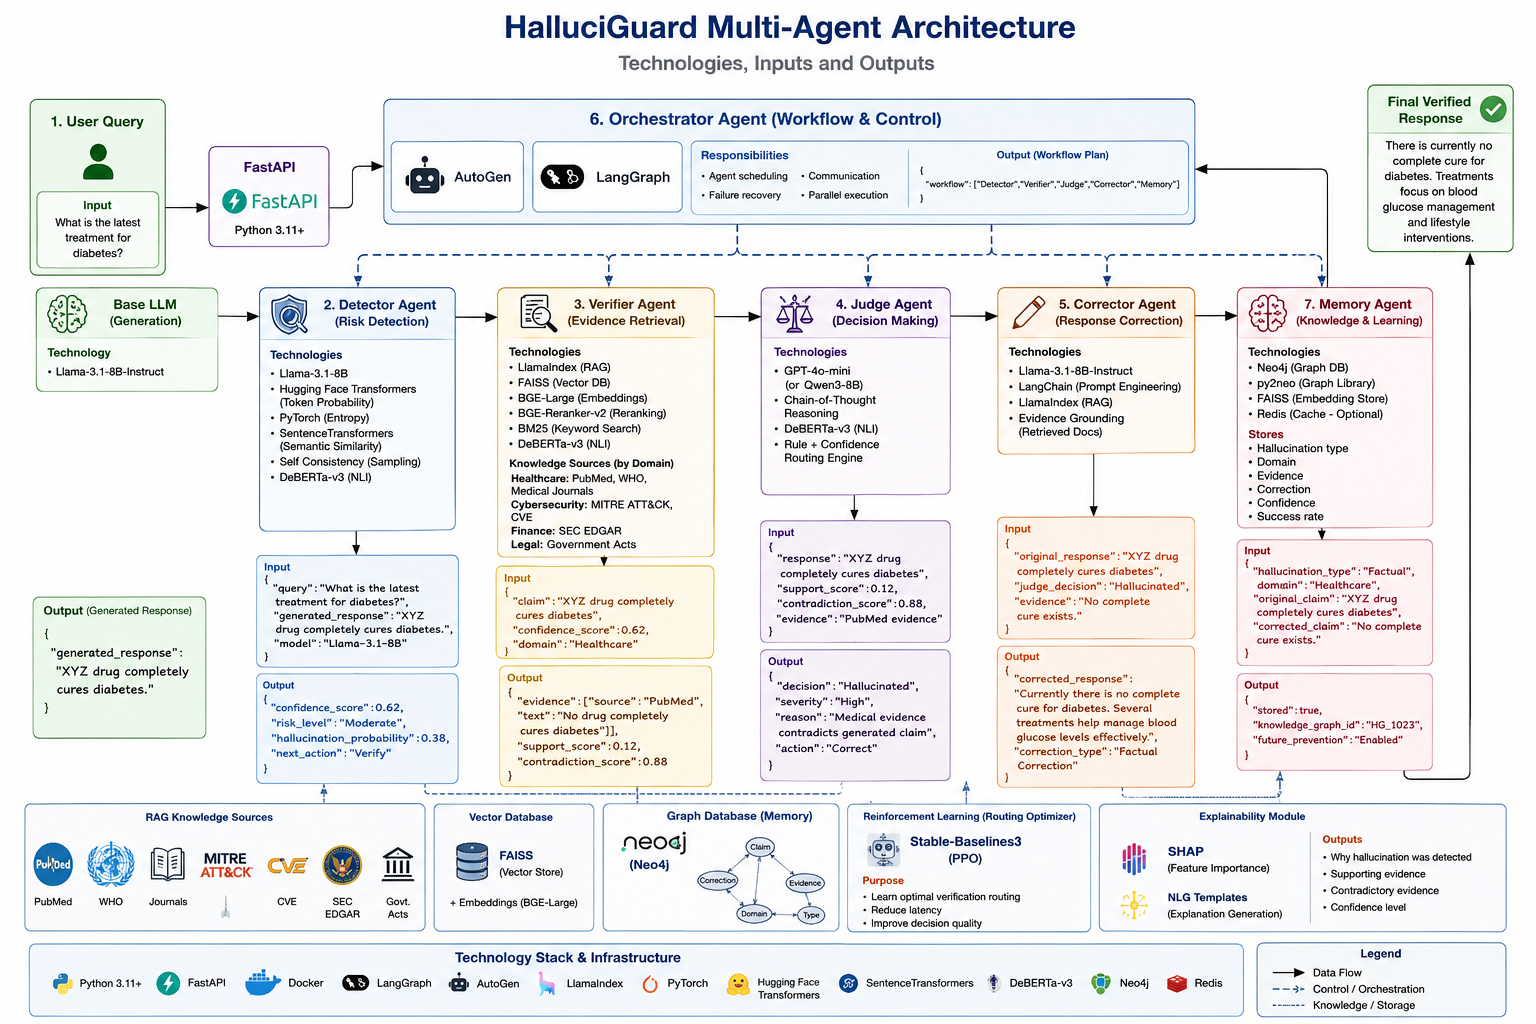 HalluciGuard Multi-Agent Architecture
Technologies, Inputs and Outputs
1. User Query
Input
What is the latest
treatment for
diabetes?
FastAPI
FastAPI
Python 3.11+
6. Orchestrator Agent (Workflow & Control)
AutoGen
LangGraph
Responsibilities
• Agent scheduling
• Communication
• Failure recovery
• Parallel execution
Output (Workflow Plan)
{
"workflow": ["Detector","Verifier","Judge","Corrector","Memory"]
}
Final Verified
Response
There is currently no
complete cure for
diabetes. Treatments
focus on blood
glucose management
and lifestyle
interventions.
Base LLM
(Generation)
Technology
• Llama-3.1-8B-Instruct
Output (Generated Response)
{
"generated_response":
"XYZ drug completely
cures diabetes."
}
2. Detector Agent
(Risk Detection)
Technologies
• Llama-3.1-8B
• Hugging Face Transformers
(Token Probability)
• PyTorch (Entropy)
• SentenceTransformers
(Semantic Similarity)
• Self Consistency (Sampling)
• DeBERTa-v3 (NLI)
Input
{
"query":"What is the latest
treatment for diabetes?",
"generated_response":"XYZ
drug completely cures diabetes.",
"model":"Llama-3.1-8B"
}
Output
{
"confidence_score":0.62,
"risk_level":"Moderate",
"hallucination_probability":0.38,
"next_action":"Verify"
}
3. Verifier Agent
(Evidence Retrieval)
Technologies
• LlamaIndex (RAG)
• FAISS (Vector DB)
• BGE-Large (Embeddings)
• BGE-Reranker-v2 (Reranking)
• BM25 (Keyword Search)
• DeBERTa-v3 (NLI)
Knowledge Sources (by Domain)
Healthcare: PubMed, WHO,
Medical Journals
Cybersecurity: MITRE ATT&CK,
CVE
Finance: SEC EDGAR
Legal: Government Acts
Input
{
"claim":"XYZ drug completely
cures diabetes",
"confidence_score":0.62,
"domain":"Healthcare"
}
Output
{
"evidence":["source":"PubMed",
"text":"No drug completely
cures diabetes"]],
"support_score":0.12,
"contradiction_score":0.88
}
4. Judge Agent
(Decision Making)
Technologies
• GPT-4o-mini
(or Qwen3-8B)
• Chain-of-Thought
Reasoning
• DeBERTa-v3 (NLI)
• Rule + Confidence
Routing Engine
Input
{
"response":"XYZ drug
completely cures diabetes",
"support_score":0.12,
"contradiction_score":0.88,
"evidence":"PubMed evidence"
}
Output
{
"decision":"Hallucinated",
"severity":"High",
"reason":"Medical evidence
contradicts generated claim",
"action":"Correct"
}
5. Corrector Agent
(Response Correction)
Technologies
• Llama-3.1-8B-Instruct
• LangChain (Prompt Engineering)
• LlamaIndex (RAG)
• Evidence Grounding
(Retrieved Docs)
Input
{
"original_response":"XYZ drug
completely cures diabetes",
"judge_decision":"Hallucinated",
"evidence":"No complete
cure exists."
}
Output
{
"corrected_response":
"Currently there is no complete
cure for diabetes. Several
treatments help manage blood
glucose levels effectively.",
"correction_type":"Factual
Correction"
}
7. Memory Agent
(Knowledge & Learning)
Technologies
• Neo4j (Graph DB)
• py2neo (Graph Library)
• FAISS (Embedding Store)
• Redis (Cache - Optional)
Stores
• Hallucination type
• Domain
• Evidence
• Correction
• Confidence
• Success rate
Input
{
"hallucination_type":"Factual",
domain":"Healthcare",
"original_claim":"XYZ drug
completely cures diabetes",
"corrected_claim":"No complete
cure exists."
}
Output
{
"stored":true,
"knowledge_graph_id":"HG_1023",
"future_prevention":"Enabled"
}
RAG Knowledge Sources
PubMed
MITRE
ATT&CK
CVE
PubMed
WHO
Journals
CVE
SEC
EDGAR
Govt.
Acts
Vector Database
FAISS
(Vector Store)
+ Embeddings (BGE-Large)
Graph Database (Memory)
neo4j
(Neo4j)
Claim
Correction
Evidence
Domain
Type
Reinforcement Learning (Routing Optimizer)
Stable-Baselines3
(PPO)
Purpose
• Learn optimal verification routing
• Reduce latency
• Improve decision quality
Explainability Module
SHAP
(Feature Importance)
NLG Templates
(Explanation Generation)
Outputs
• Why hallucination was detected
• Supporting evidence
• Contradictory evidence
• Confidence level
Technology Stack & Infrastructure
Python 3.11+
FastAPI
Docker
LangGraph
AutoGen
LlamaIndex
PyTorch
Hugging Face
Transformers
SentenceTransformers
DeBERTa-v3
Neo4j
Redis
Legend
Data Flow
Control / Orchestration
Knowledge / Storage